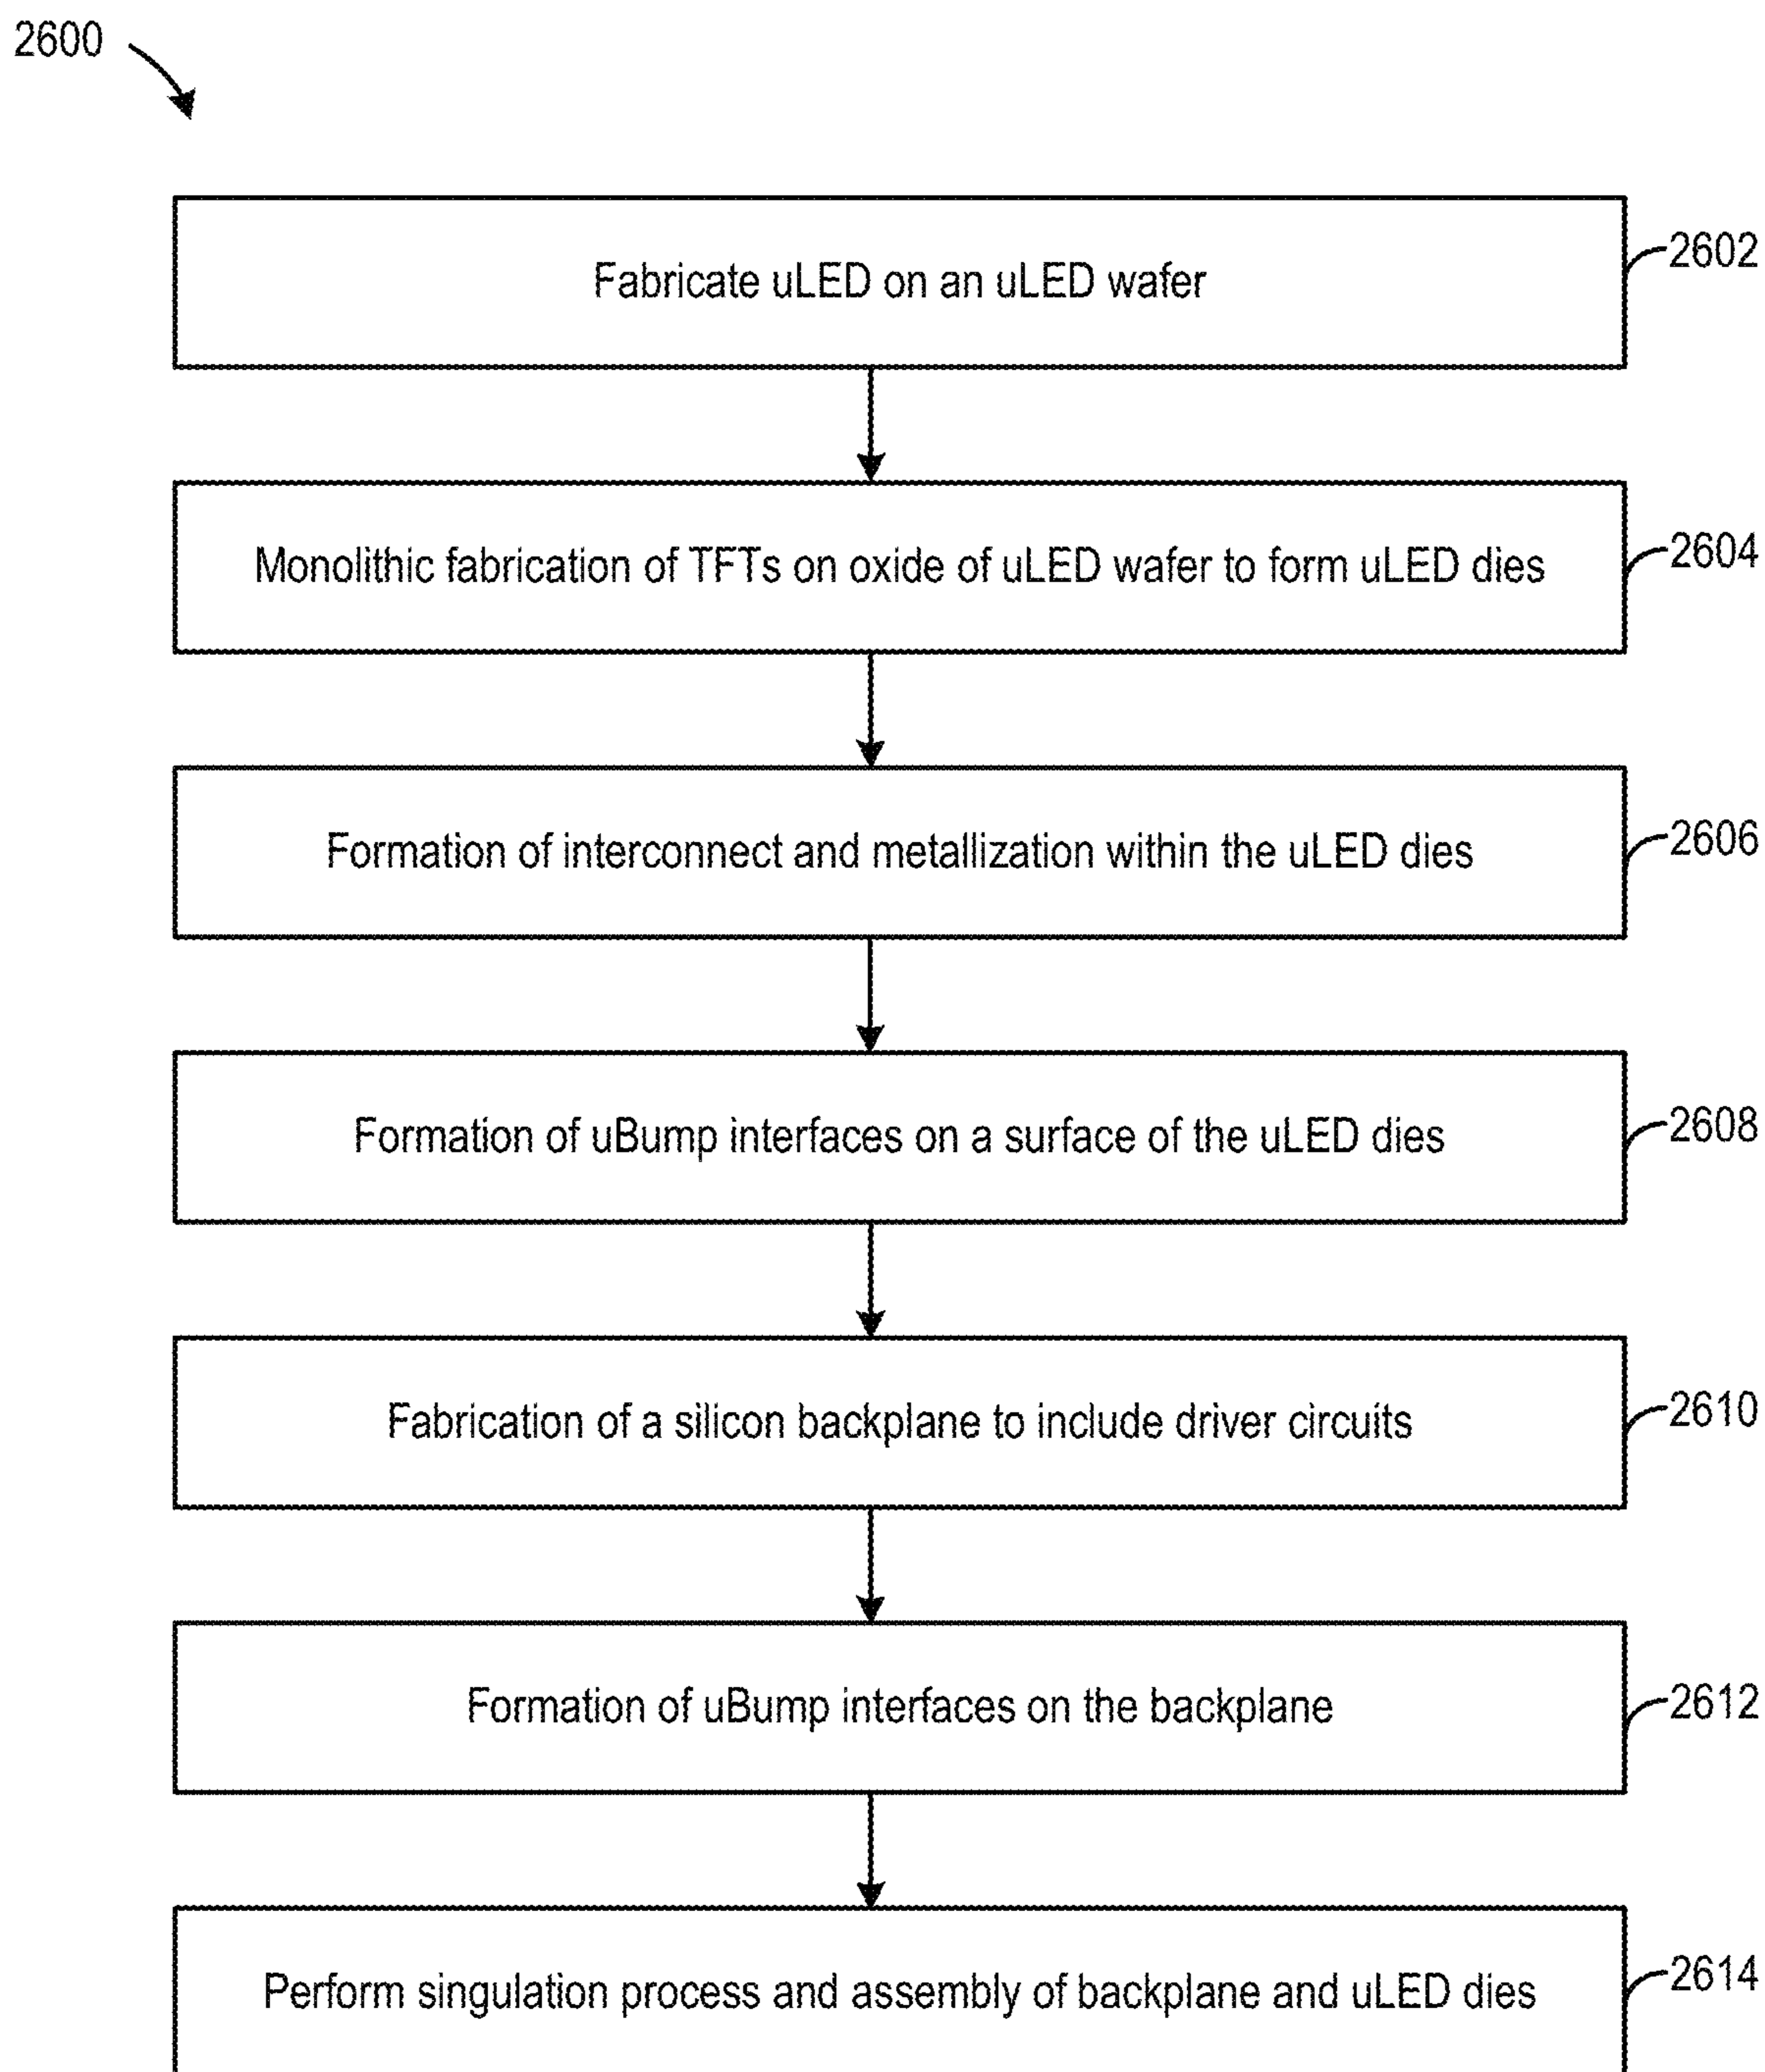 2600
Fabricate uLED on an uLED wafer
2602
Monolithic fabrication of TFTs on oxide of uLED wafer to form uLED dies
2604
Formation of interconnect and metallization within the uLED dies
2606
Formation of uBump interfaces on a surface of the uLED dies
2608
Fabrication of a silicon backplane to include driver circuits
2610
Formation of uBump interfaces on the backplane
2612
Perform singulation process and assembly of backplane and uLED dies
2614